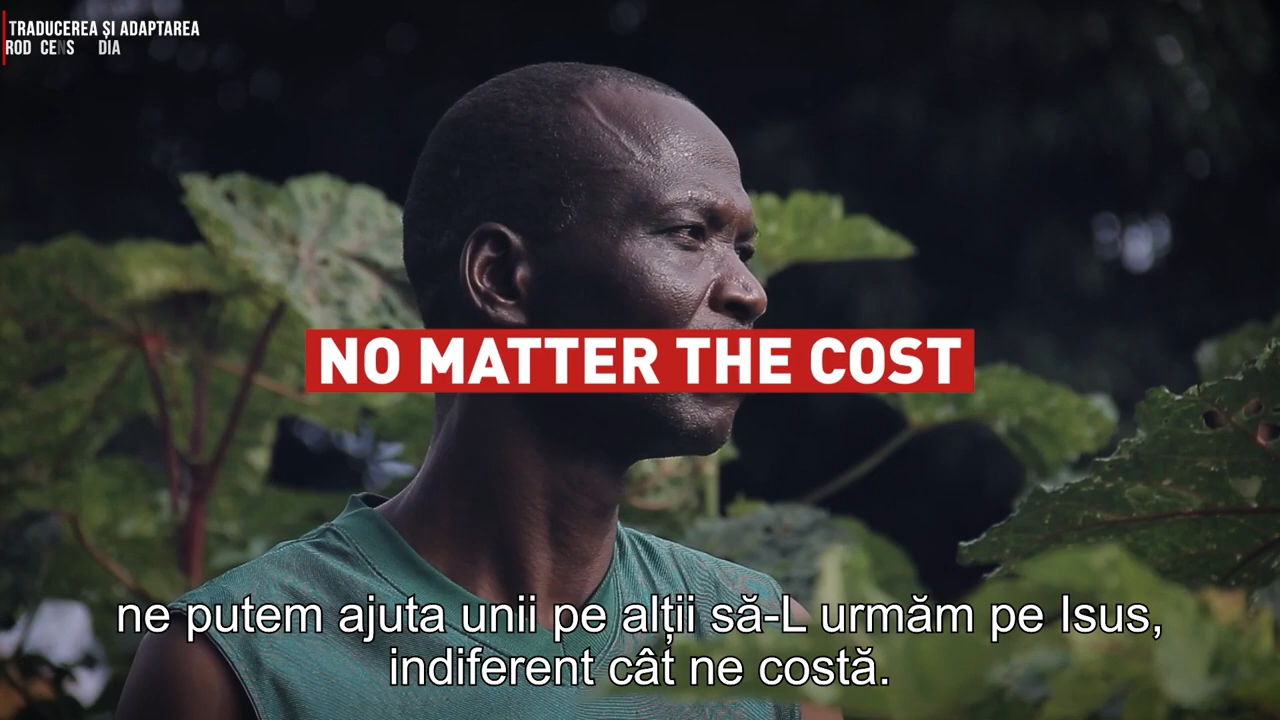 TRADUCEREA ȘI ADAPTAREA
NO MATTER THE COST
ne putem ajuta unii pe alții să-L urmăm pe Isus,
indiferent cât ne costă.